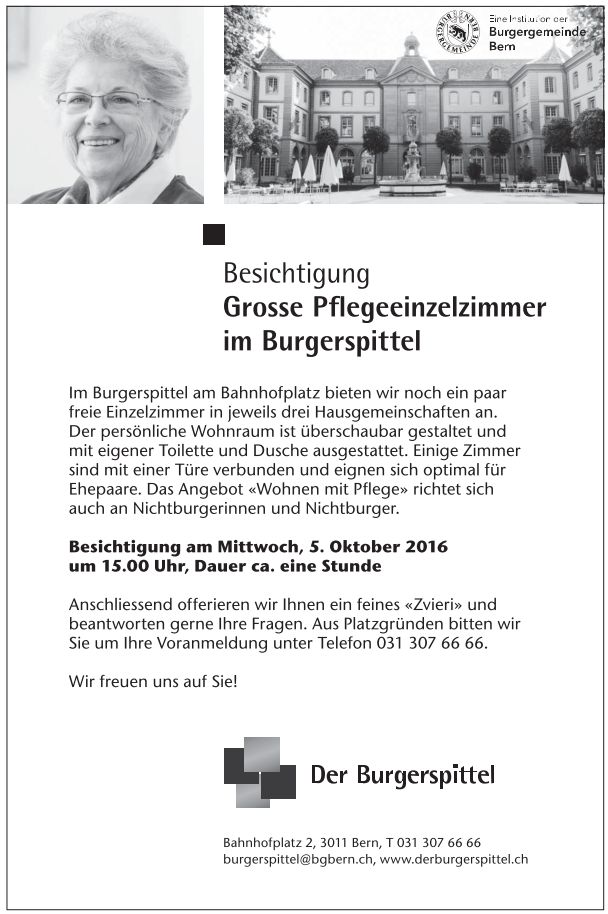 Eine Institution der
Burgergemeinde
Bern
BURGERGEMEINDE BERN
Besichtigung
Grosse Pflegeeinzelzimmer
im Burgerspittel
Im Burgerspittel am Bahnhofplatz bieten wir noch ein paar
freie Einzelzimmer in jeweils drei Hausgemeinschaften an.
Der persönliche Wohnraum ist überschaubar gestaltet und
mit eigener Toilette und Dusche ausgestattet. Einige Zimmer
sind mit einer Türe verbunden und eignen sich optimal für
Ehepaare. Das Angebot «Wohnen mit Pflege» richtet sich
auch an Nichtburgerinnen und Nichtburger.
Besichtigung am Mittwoch, 5. Oktober 2016
um 15.00 Uhr, Dauer ca. eine Stunde
Anschliessend offerieren wir Ihnen ein feines «Zvieri» und
beantworten gerne Ihre Fragen. Aus Platzgründen bitten wir
Sie um Ihre Voranmeldung unter Telefon 031 307 66 66.
Wir freuen uns auf Sie!
Der Burgerspittel
Bahnhofplatz 2, 3011 Bern, T 031 307 66 66
burgerspittel@bgbern.ch, www.derburgerspittel.ch